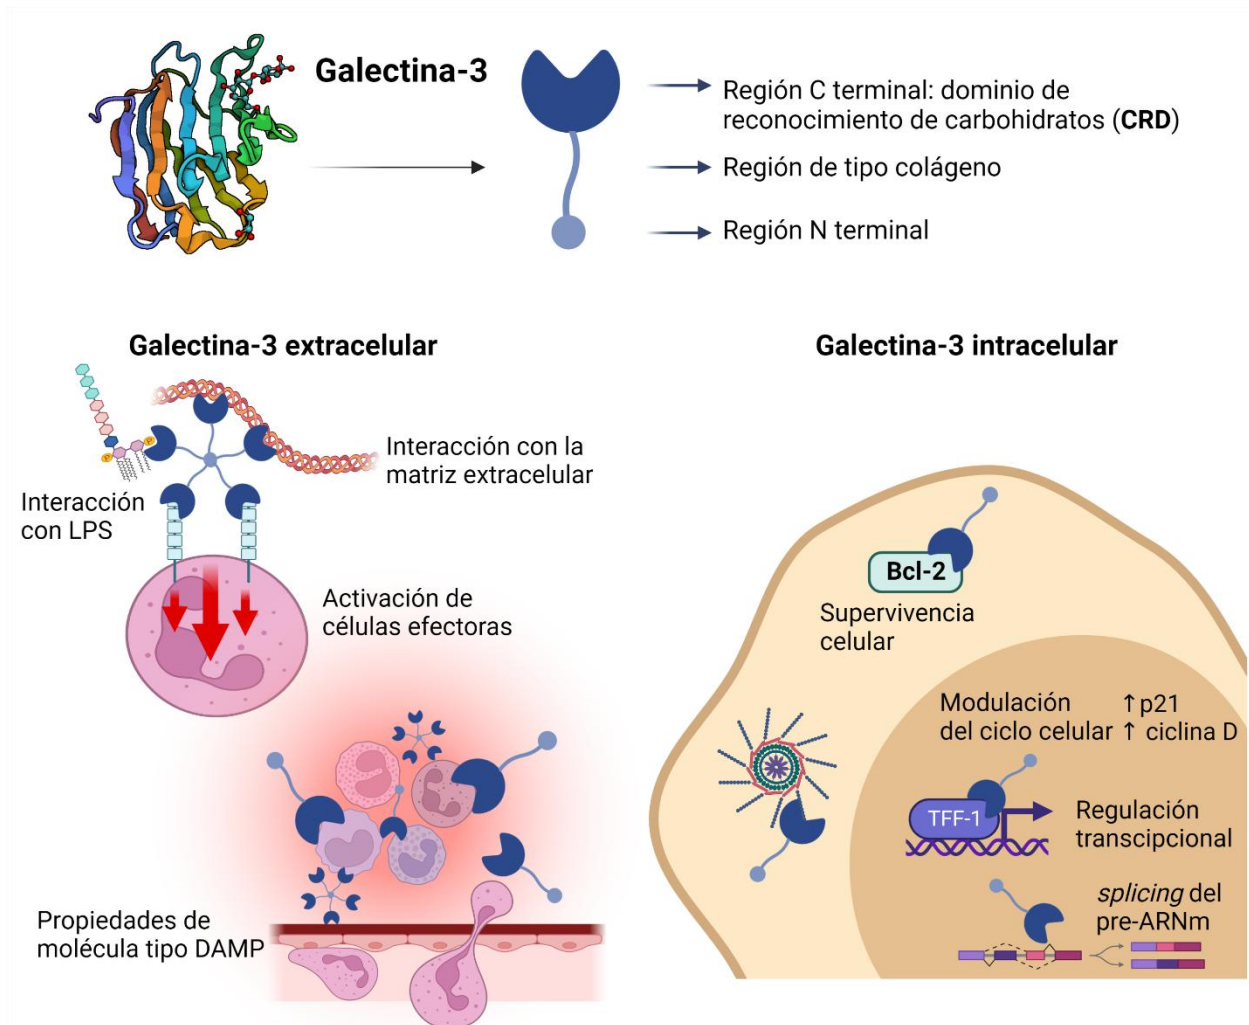 Galectina-3
Región C terminal: dominio de
reconocimiento de carbohidratos (CRD)
Región de tipo colágeno
Región N terminal
Galectina-3 extracelular
Interacción con la
matriz extracelular
Interacción
con LPS
Activación de
células efectoras
Propiedades de
molécula tipo DAMP
Galectina-3 intracelular
Bcl-2
Supervivencia
celular
Modulación ↑ p21
del ciclo celular ↑ ciclina D
TFF-1
Regulación
transcipcional
splicing del
pre-ARNm